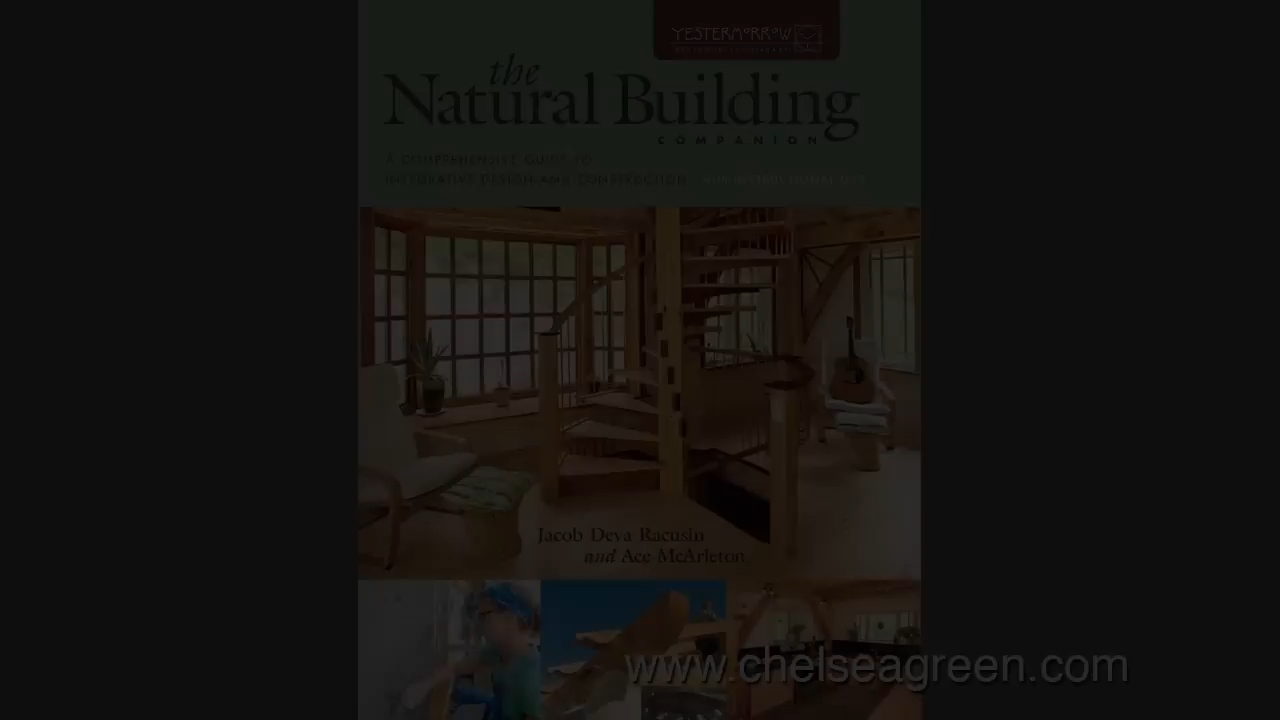 YESTERMORROW
the
Natural Building
COMPANION
A COMPREHENSIVE GUIDE TO
INTEGRATIVE DESIGN AND CONSTRUCTION
Jacob Deva Racusin
and Ace McArleton
www.chelseagreen.com